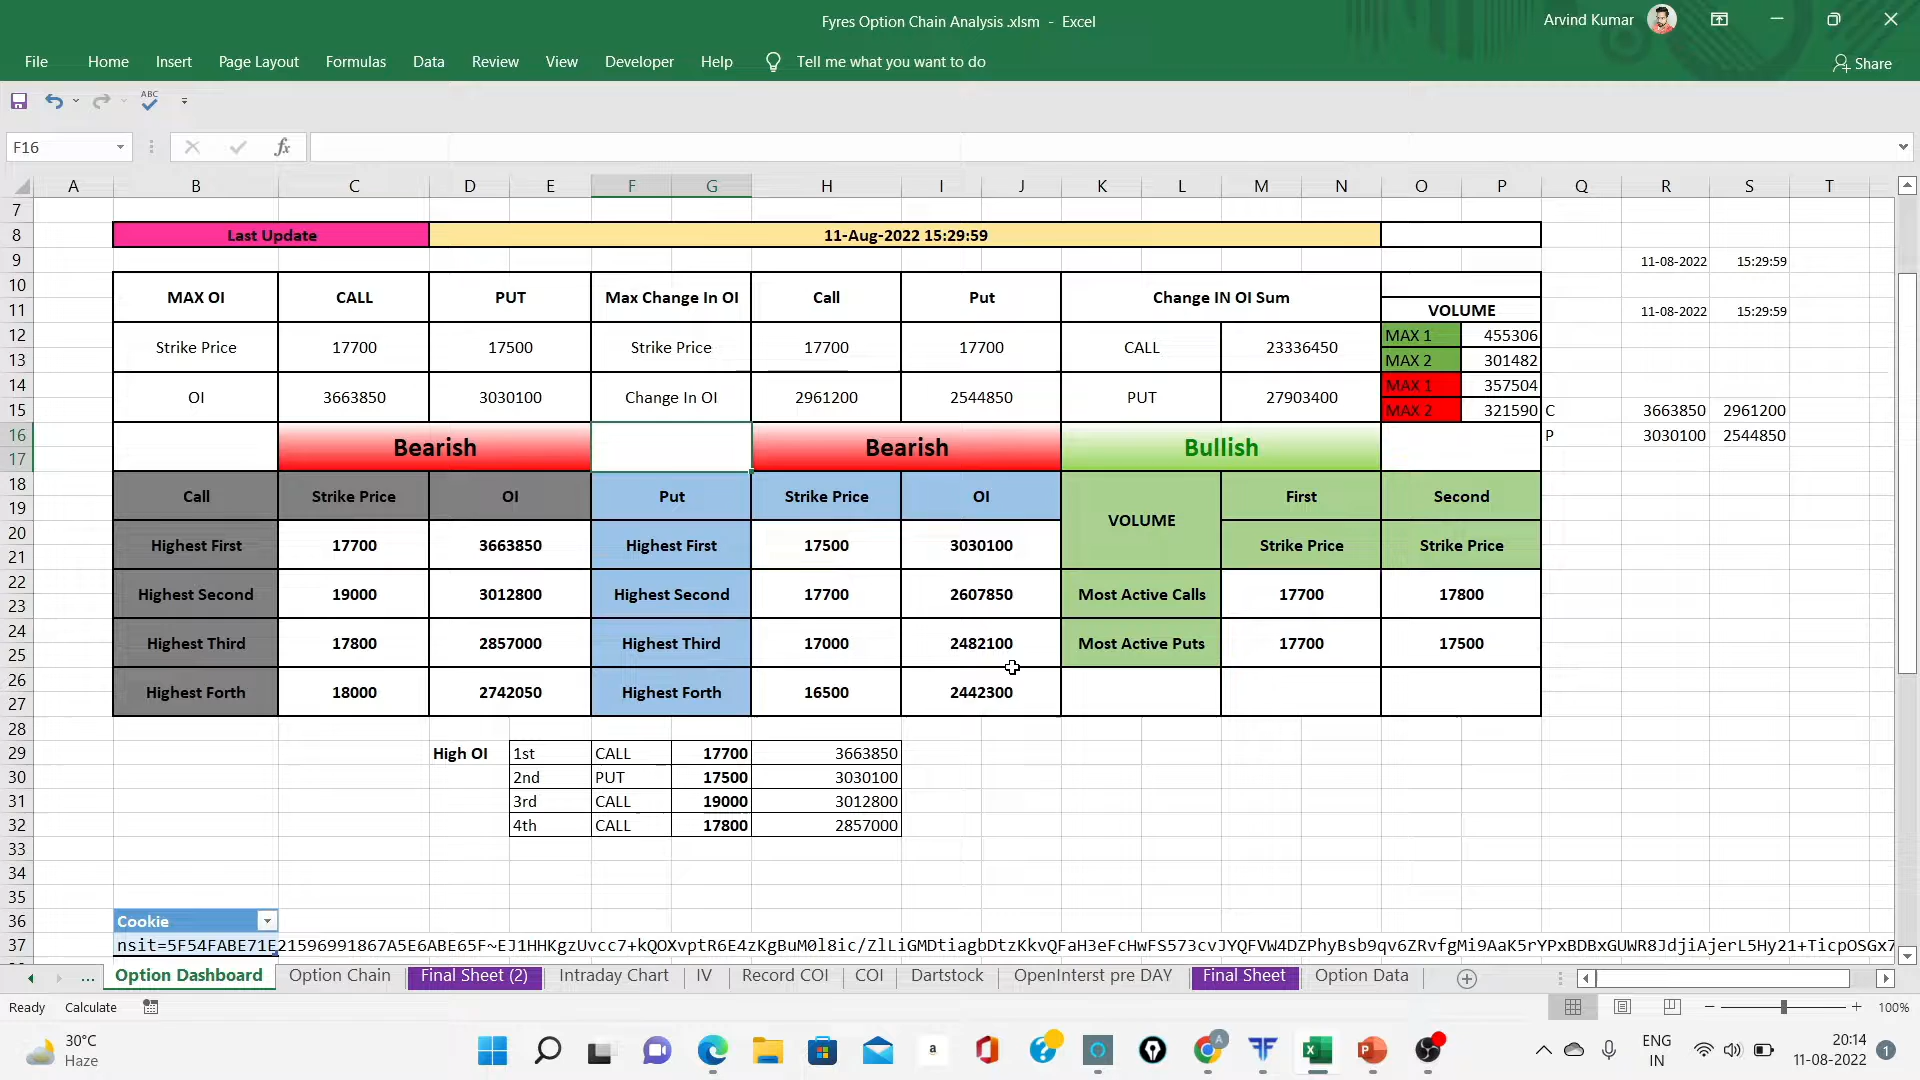 Fyres Option Chain Analysis .xlsm - Excel
Arvind Kumar
File Home Insert Page Layout Formulas Data Review View Developer Help Tell me what you want to do
Share
ABC
F16
fx
A B C D E F G H I J K L M N O P Q R S T
7
8 Last Update 11-Aug-2022 15:29:59
9 11-08-2022 15:29:59
10 MAX OI CALL PUT Max Change In OI Call Put Change IN OI Sum
11 VOLUME 11-08-2022 15:29:59
12 Strike Price 17700 17500 Strike Price 17700 17700 CALL 23336450 MAX 1 455306
13 MAX 2 301482
14 OI 3663850 3030100 Change In OI 2961200 2544850 PUT 27903400 MAX 1 357504
15 MAX 2 321590 C 3663850 2961200
16 Bearish Bearish Bullish P 3030100 2544850
17
18 Call Strike Price OI Put Strike Price OI VOLUME First Second
19
20 Highest First 17700 3663850 Highest First 17500 3030100 Strike Price Strike Price
21
22 Highest Second 19000 3012800 Highest Second 17700 2607850 Most Active Calls 17700 17800
23
24 Highest Third 17800 2857000 Highest Third 17000 2482100 Most Active Puts 17700 17500
25
26 Highest Forth 18000 2742050 Highest Forth 16500 2442300
27
28
29 High OI 1st CALL 17700 3663850
30 2nd PUT 17500 3030100
31 3rd CALL 19000 3012800
32 4th CALL 17800 2857000
33
34
35
36 Cookie
37
... Option Dashboard Option Chain Final Sheet (2) Intraday Chart IV Record COI COI Dartstock OpenInterst pre DAY Final Sheet Option Data
Ready Calculate 100%
30°C
Haze
ENG
IN
20:14
11-08-2022
1